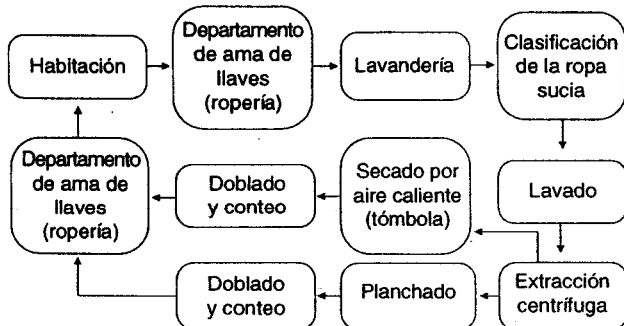 Habitación
Departamento
de ama de
llaves
(ropería)
Lavandería
Clasificación
de la ropa
sucia
Lavado
Extracción
centrífuga
Secado por
aire caliente
(tómbola)
Doblado
y conteo
Departamento
de ama de
llaves
(ropería)
Planchado
Doblado
y conteo